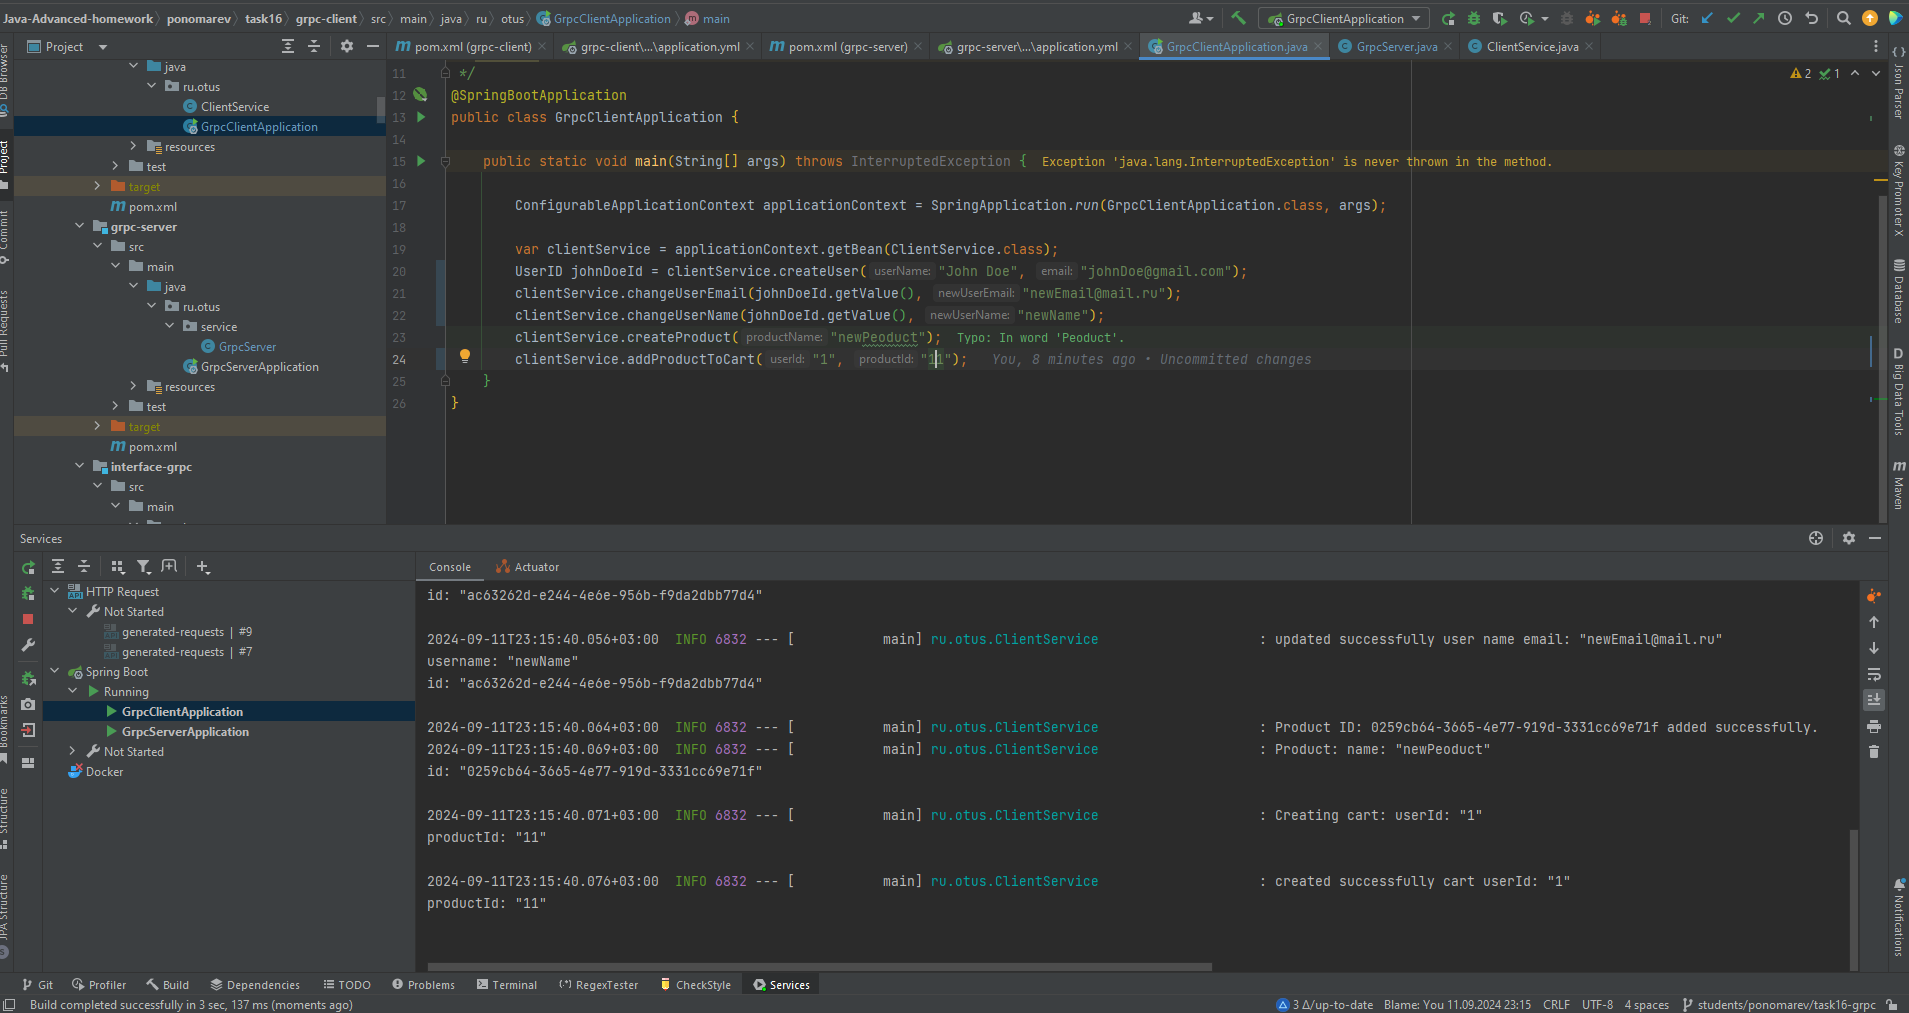 Java-Advanced-homework ponomarev task16 grpc-client src main java ru otus GrpcClientApplication main
GrpcClientApplication Git:
Project
pom.xml (grpc-client) grpc-client\...\application.yml pom.xml (grpc-server) grpc-server\...\application.yml GrpcClientApplication.java GrpcServer.java ClientService.java
java
ru.otus
ClientService
GrpcClientApplication
resources
test
target
pom.xml
grpc-server
src
main
java
ru.otus
service
GrpcServer
GrpcServerApplication
resources
test
target
pom.xml
interface-grpc
src
main
2 1
11 */
12 @SpringBootApplication
13 public class GrpcClientApplication {
14
15 public static void main(String[] args) throws InterruptedException { Exception 'java.lang.InterruptedException' is never thrown in the method.
16
17 ConfigurableApplicationContext applicationContext = SpringApplication.run(GrpcClientApplication.class, args);
18
19 var clientService = applicationContext.getBean(ClientService.class);
20 UserID johnDoeId = clientService.createUser( userName: "John Doe", email: "johnDoe@gmail.com");
21 clientService.changeUserEmail(johnDoeId.getValue(), newUserEmail: "newEmail@mail.ru");
22 clientService.changeUserName(johnDoeId.getValue(), newUserName: "newName");
23 clientService.createProduct( productName: "newPeoduct"); Typo: In word 'Peoduct'.
24 clientService.addProductToCart( userId: "1", productId: "11"); You, 8 minutes ago • Uncommitted changes
25 }
26 }
DB Browser
Project
Commit
Pull Requests
Bookmarks
Structure
JPA Structure
Json Parser
Key Promoter X
Database
D Big Data Tools
m Maven
Notifications
Services
HTTP Request
Not Started
generated-requests | #9
generated-requests | #7
Spring Boot
Running
GrpcClientApplication
GrpcServerApplication
Not Started
Docker
Console Actuator
id: "ac63262d-e244-4e6e-956b-f9da2dbb77d4"
2024-09-11T23:15:40.056+03:00 INFO 6832 --- [ main] ru.otus.ClientService : updated successfully user name email: "newEmail@mail.ru"
username: "newName"
id: "ac63262d-e244-4e6e-956b-f9da2dbb77d4"
2024-09-11T23:15:40.064+03:00 INFO 6832 --- [ main] ru.otus.ClientService : Product ID: 0259cb64-3665-4e77-919d-3331cc69e71f added successfully.
2024-09-11T23:15:40.069+03:00 INFO 6832 --- [ main] ru.otus.ClientService : Product: name: "newPeoduct"
id: "0259cb64-3665-4e77-919d-3331cc69e71f"
2024-09-11T23:15:40.071+03:00 INFO 6832 --- [ main] ru.otus.ClientService : Creating cart: userId: "1"
productId: "11"
2024-09-11T23:15:40.076+03:00 INFO 6832 --- [ main] ru.otus.ClientService : created successfully cart userId: "1"
productId: "11"
Git Profiler Build Dependencies TODO Problems Terminal RegexTester CheckStyle Services
Build completed successfully in 3 sec, 137 ms (moments ago)
3 Δ/up-to-date Blame: You 11.09.2024 23:15 CRLF UTF-8 4 spaces students/ponomarev/task16-grpc